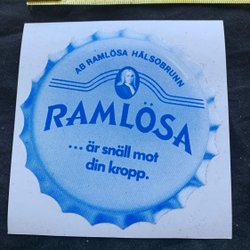 AB RAMLÖSA HÄLSOBRUNN
RAMLÖSA
...är snäll mot
din kropp.